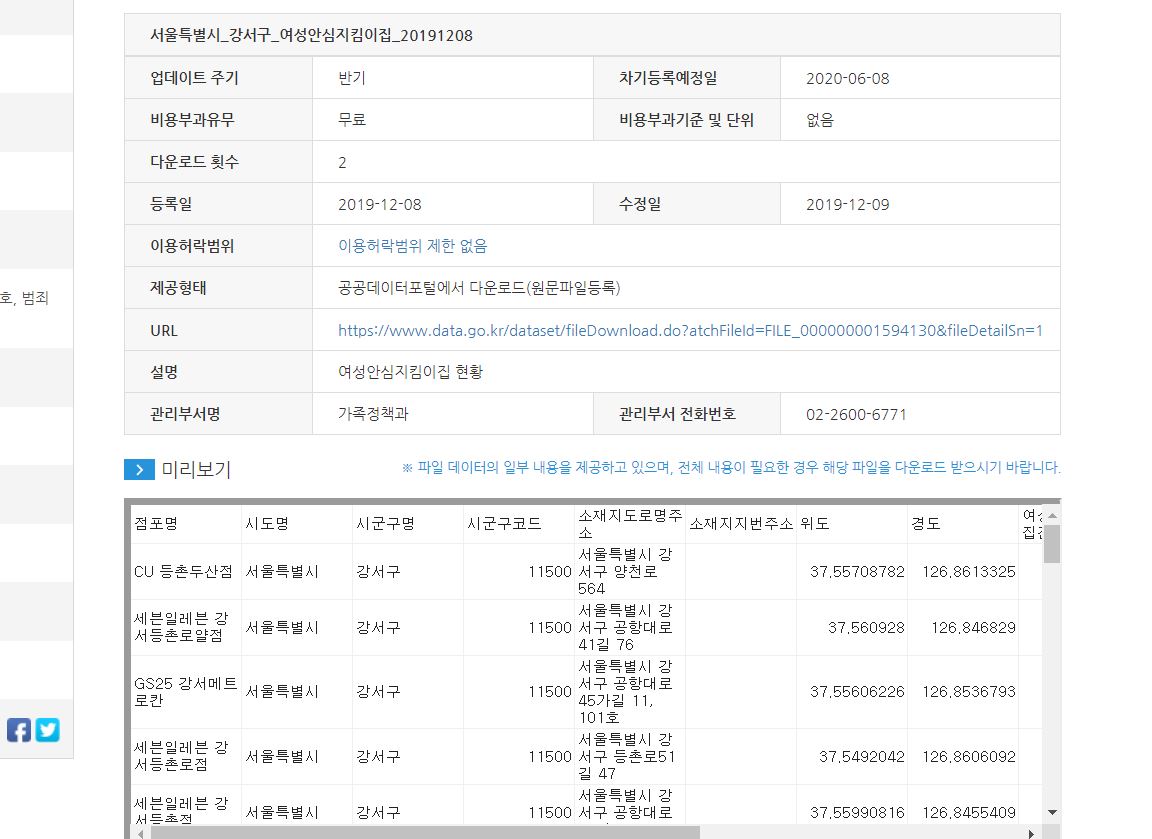 서울특별시_강서구_여성안심지킴이집_20191208
업데이트 주기 반기 차기등록예정일 2020-06-08
비용부과유무 무료 비용부과기준 및 단위 없음
다운로드 횟수 2
등록일 2019-12-08 수정일 2019-12-09
이용허락범위 이용허락범위 제한 없음
호, 범죄
제공형태 공공데이터포털에서 다운로드(원문파일등록)
URL https://www.data.go.kr/dataset/fileDownload.do?atchFileId=FILE_000000001594130&fileDetailSn=1
설명 여성안심지킴이집 현황
관리부서명 가족정책과 관리부서 전화번호 02-2600-6771
미리보기 ※ 파일 데이터의 일부 내용을 제공하고 있으며, 전체 내용이 필요한 경우 해당 파일을 다운로드 받으시기 바랍니다.
점포명 시도명 시군구명 시군구코드 소재지도로명주
소 소재지지번주소 위도 경도
CU 등촌두산점 서울특별시 강서구 11500 서울특별시 강
서구 양천로
564 37.55708782 126.8613325
세븐일레븐 강
서등촌로얄점 서울특별시 강서구 11500 서울특별시 강
서구 공항대로
41길 76 37.560928 126.846829
GS25 강서메트
로칸 서울특별시 강서구 11500 서울특별시 강
서구 공항대로
45가길 11,
101호 37.55606226 126.8536793
세븐일레븐 강
서등촌로점 서울특별시 강서구 11500 서울특별시 강
서구 등촌로51
길 47 37.5492042 126.8606092
세븐일레븐 강
서등촌점 서울특별시 강서구 11500 서울특별시 강
서구 공항대로 37.55990816 126.8455409